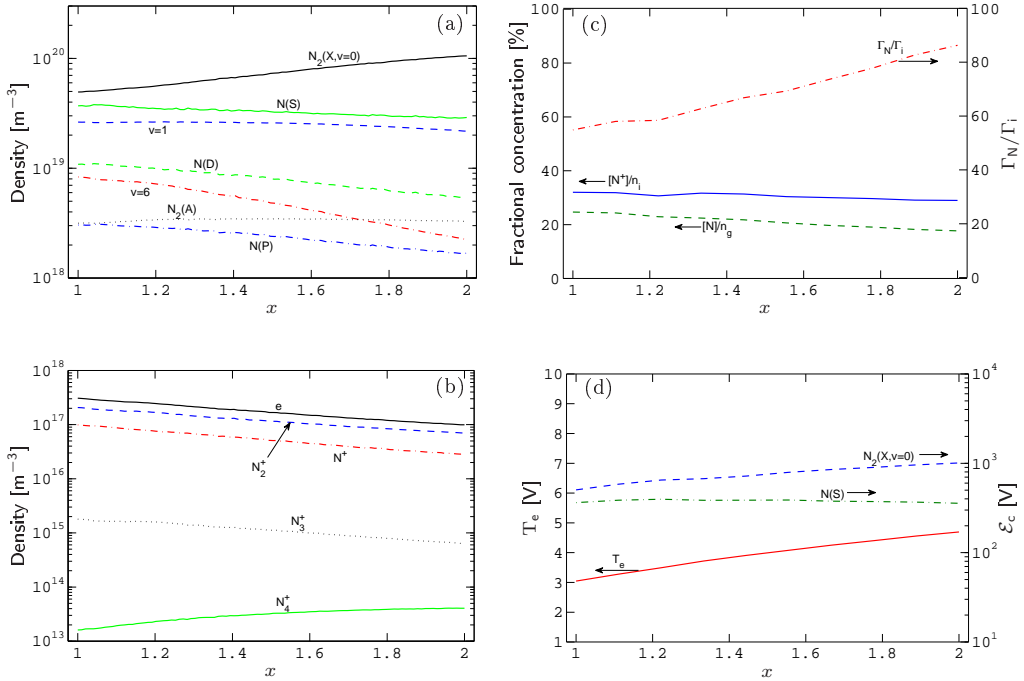 (a)
Density [m⁻³]
10²⁰
10¹⁹
10¹⁸
N₂(X,v=0)
N(S)
v=1
N(D)
v=6
N₂(A)
N(P)
1 1.2 1.4 1.6 1.8 2
x
(c)
Fractional concentration [%]
100
80
60
40
20
0
Γ_N/Γ_i
[N⁺]/n_i
[N]/n_g
100
80
60
40
20
0
Γ_N/Γ_i
1 1.2 1.4 1.6 1.8 2
x
(b)
Density [m⁻³]
10¹⁸
10¹⁷
10¹⁶
10¹⁵
10¹⁴
10¹³
e
N₂⁺
N⁺
N₃⁺
N₄⁺
1 1.2 1.4 1.6 1.8 2
x
(d)
T_e [V]
10
9
8
7
6
5
4
3
2
1
N₂(X,v=0)
N(S)
T_e
10⁴
10³
10²
10¹
ℰ_c [V]
1 1.2 1.4 1.6 1.8 2
x